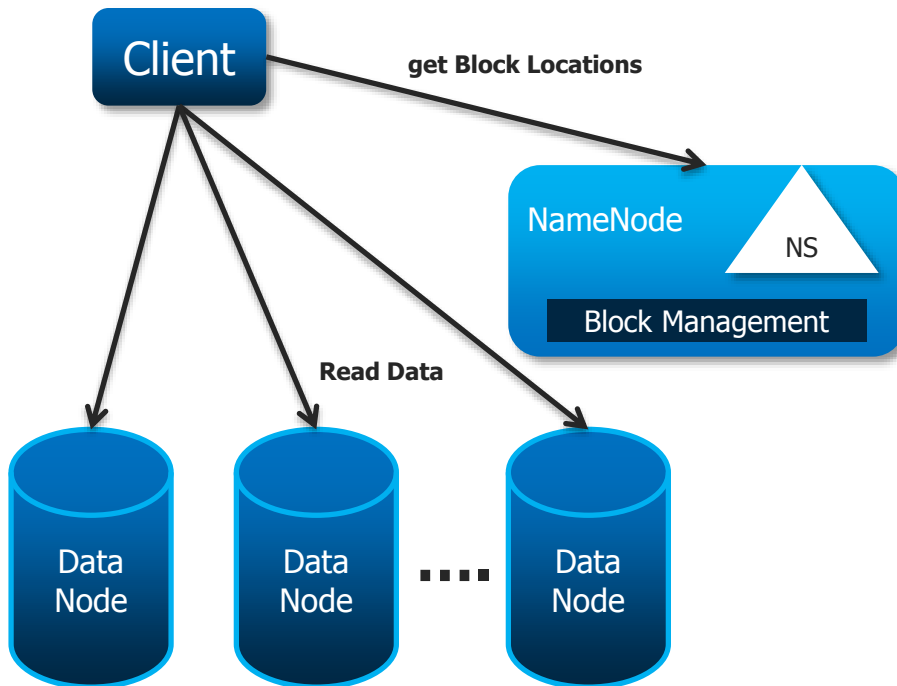 Client
get Block Locations
NameNode
NS
Block Management
Read Data
Data
Node
Data
Node
Data
Node